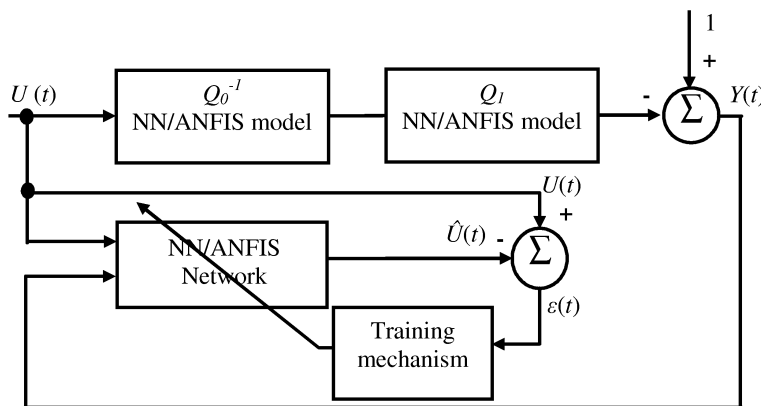 1
+
U (t)
Q₀⁻¹
NN/ANFIS model
Q₁
NN/ANFIS model
-
Σ
Y(t)
U(t)
+
NN/ANFIS
Network
Û(t)
-
Σ
ε(t)
Training
mechanism